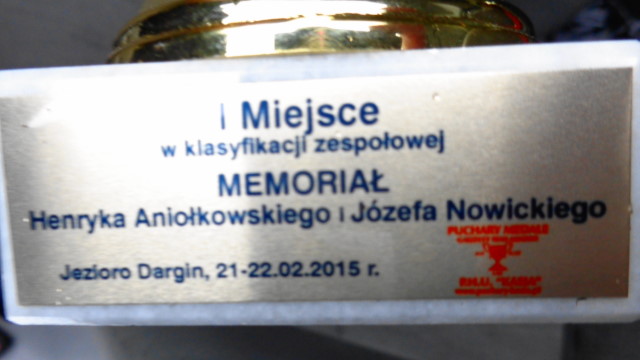 I Miejsce
w klasyfikacji zespołowej
MEMORIAŁ
Henryka Aniołkowskiego i Józefa Nowickiego
PUCHARY MEDALE
Jezioro Dargin, 21-22.02.2015 r.